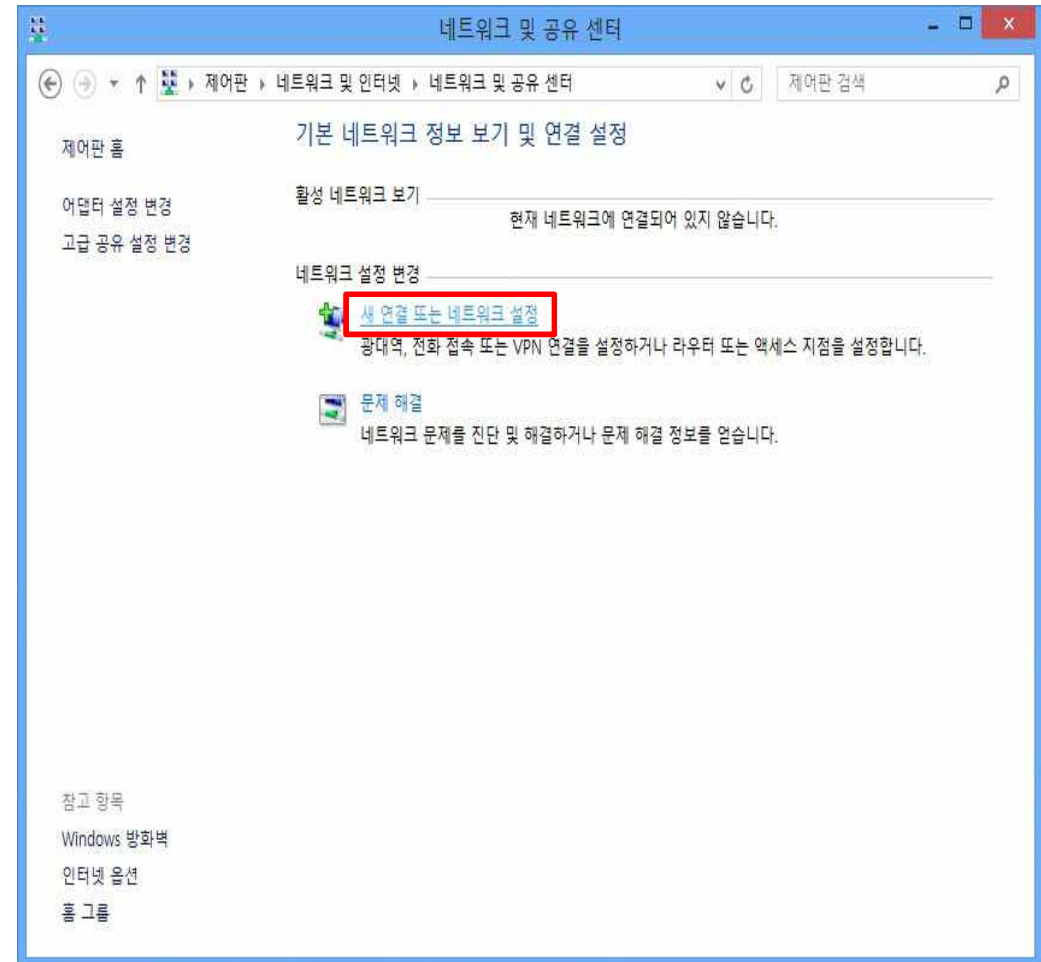 네트워크 및 공유 센터
제어판 네트워크 및 인터넷 네트워크 및 공유 센터 제어판 검색
제어판 홈
어댑터 설정 변경
고급 공유 설정 변경
기본 네트워크 정보 보기 및 연결 설정
활성 네트워크 보기
현재 네트워크에 연결되어 있지 않습니다.
네트워크 설정 변경
새 연결 또는 네트워크 설정
광대역, 전화 접속 또는 VPN 연결을 설정하거나 라우터 또는 액세스 지점을 설정합니다.
문제 해결
네트워크 문제를 진단 및 해결하거나 문제 해결 정보를 얻습니다.
참고 항목
Windows 방화벽
인터넷 옵션
홈 그룹